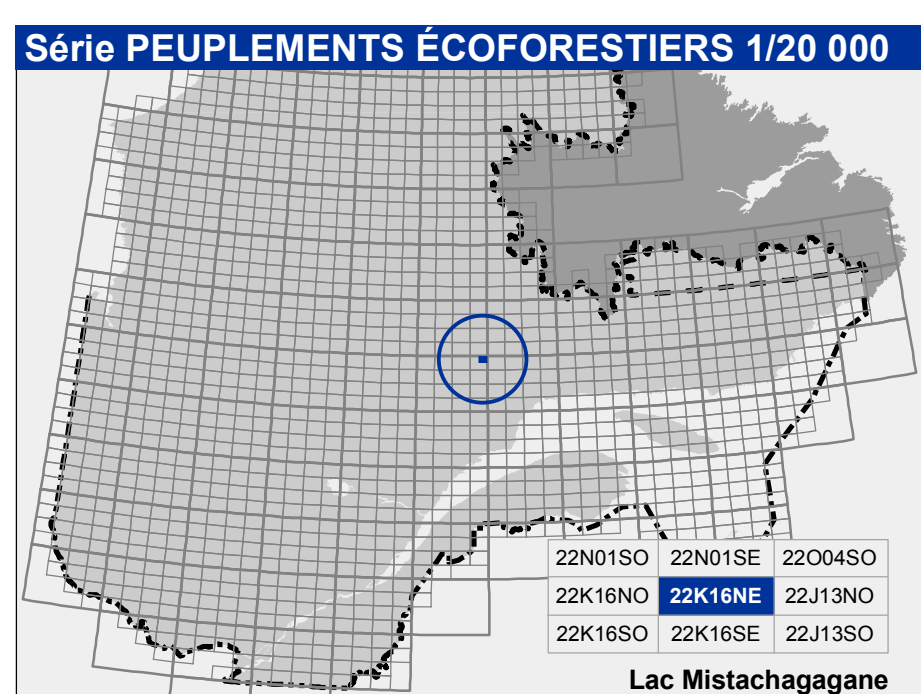 Série PEUPLEMENTS ÉCOFORESTIERS 1/20 000
22N01SO 22N01SE 22O04SO
22K16NO 22K16NE 22J13NO
22K16SO 22K16SE 22J13SO
Lac Mistachagagane